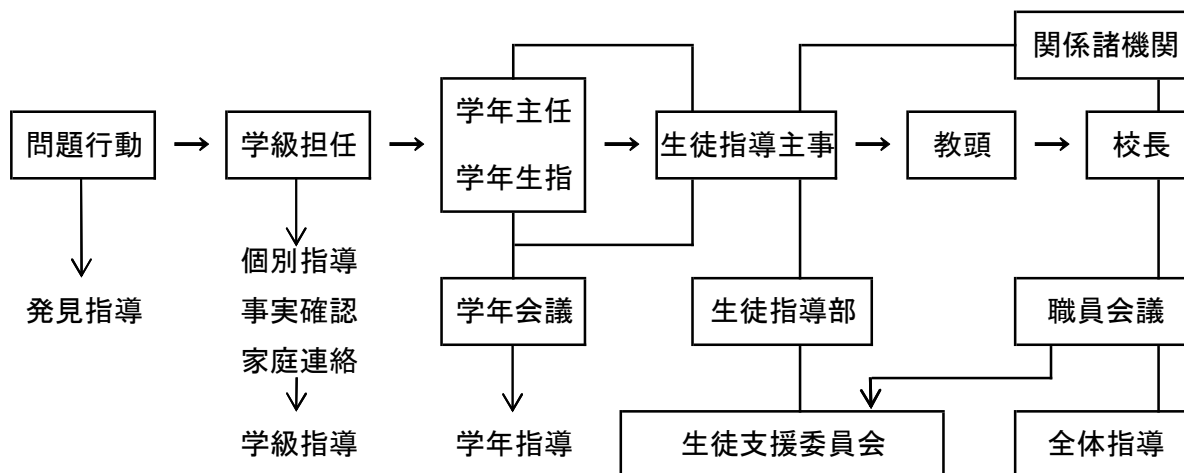 関係諸機関
問題行動
学級担任
学年主任
学年生指
生徒指導主事
教頭
校長
発見指導
個別指導
事実確認
家庭連絡
学年会議
生徒指導部
職員会議
学級指導
学年指導
生徒支援委員会
全体指導